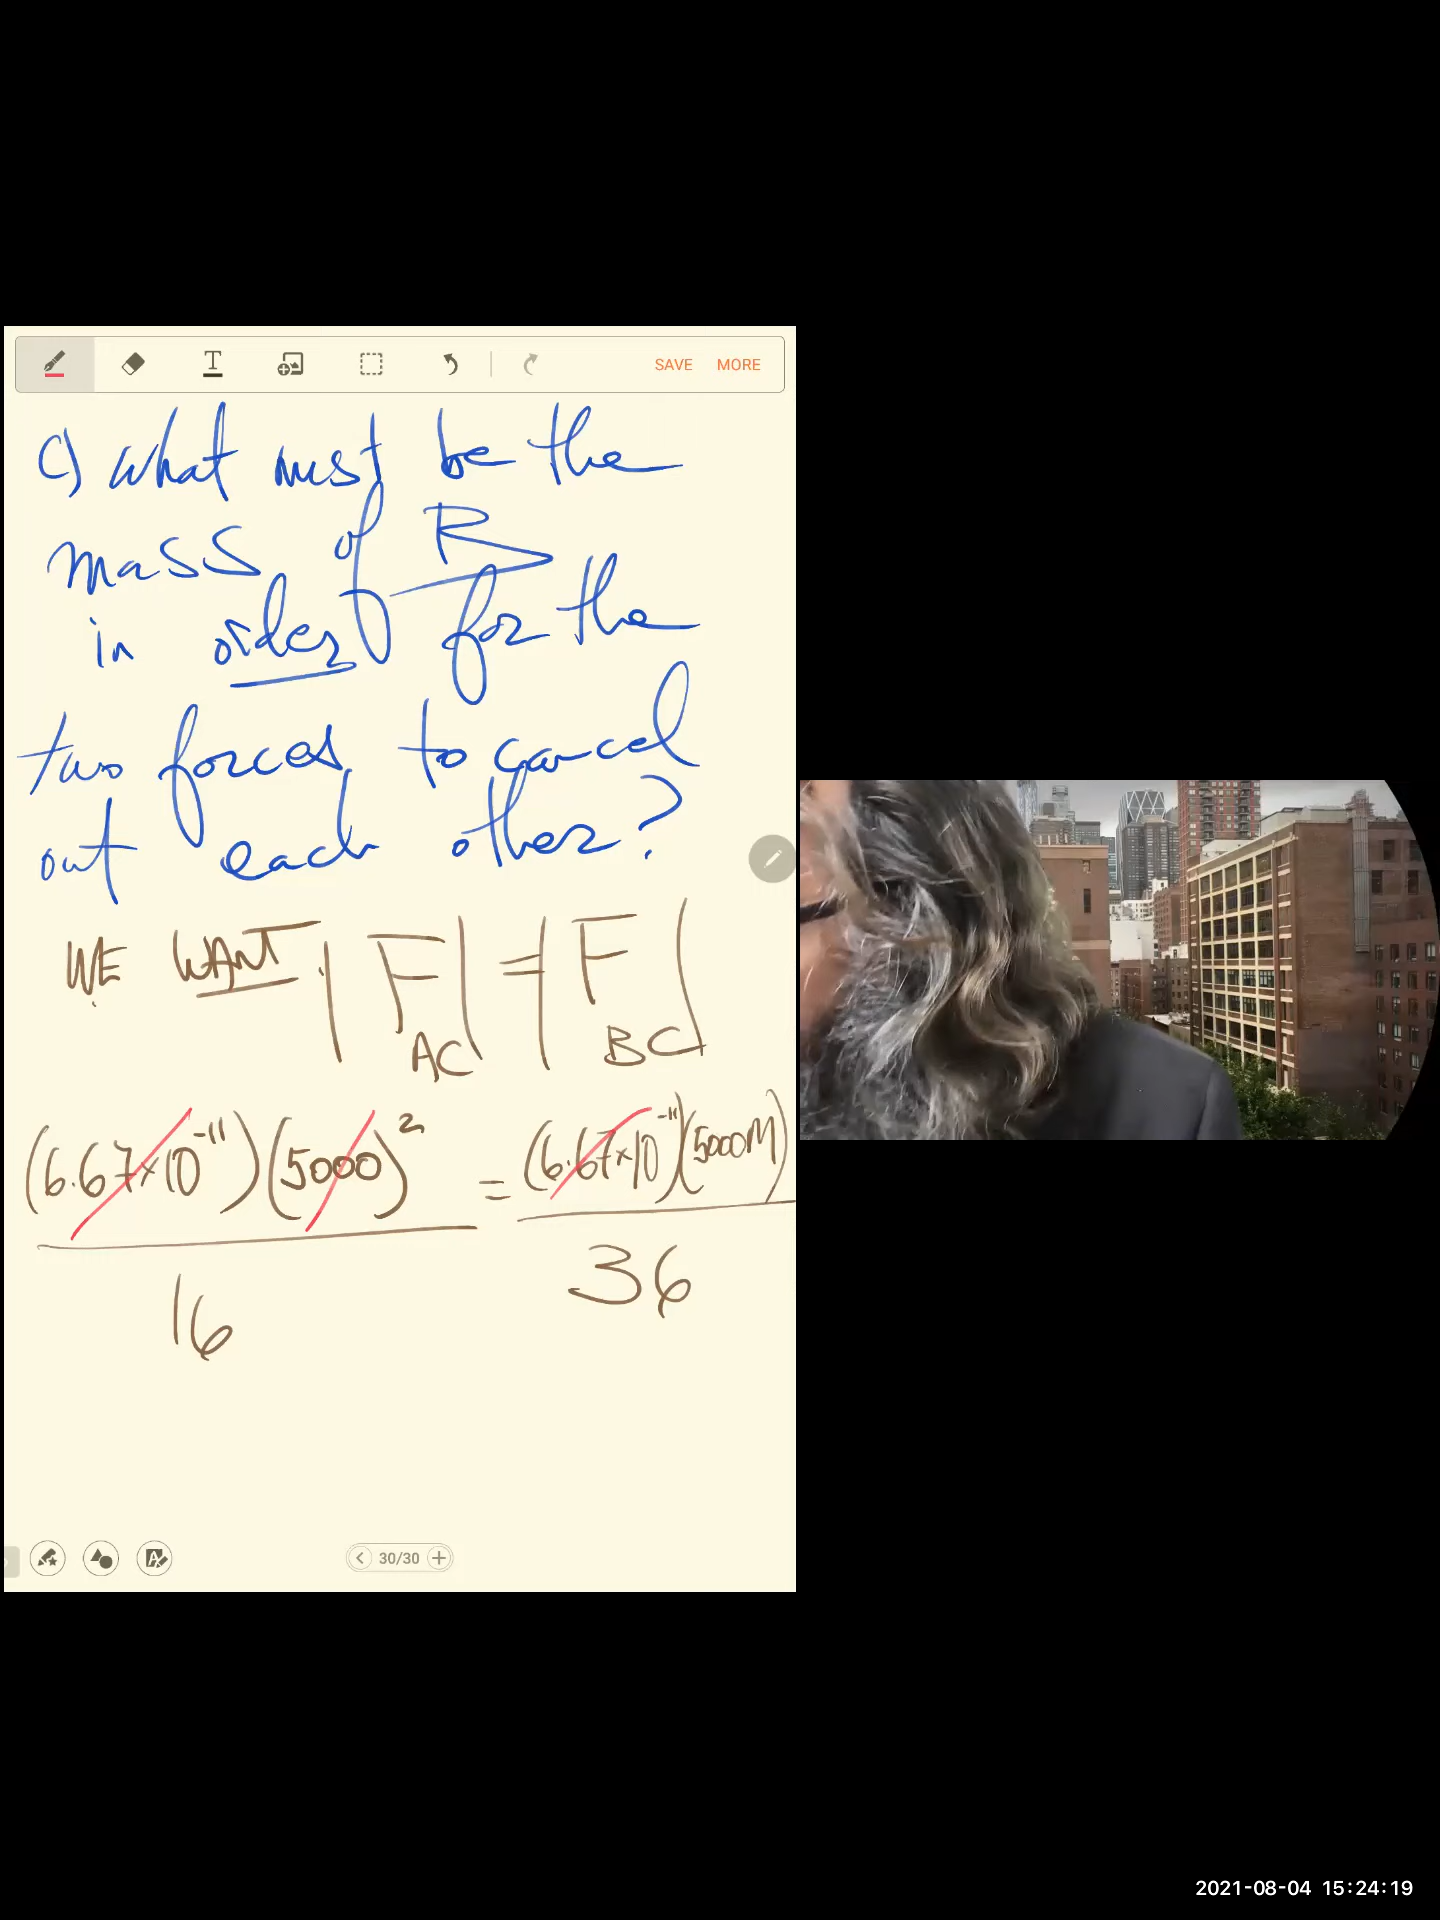 SAVE MORE
c) what must be the
mass of B
in order for the
two forces to cancel
out each other?
WE WANT |F_AC| = |F_BC|
(6.67×10^-11)(5000)^2 / 16 = (6.67×10^-11)(5000M) / 36
30/30
2021-08-04 15:24:19